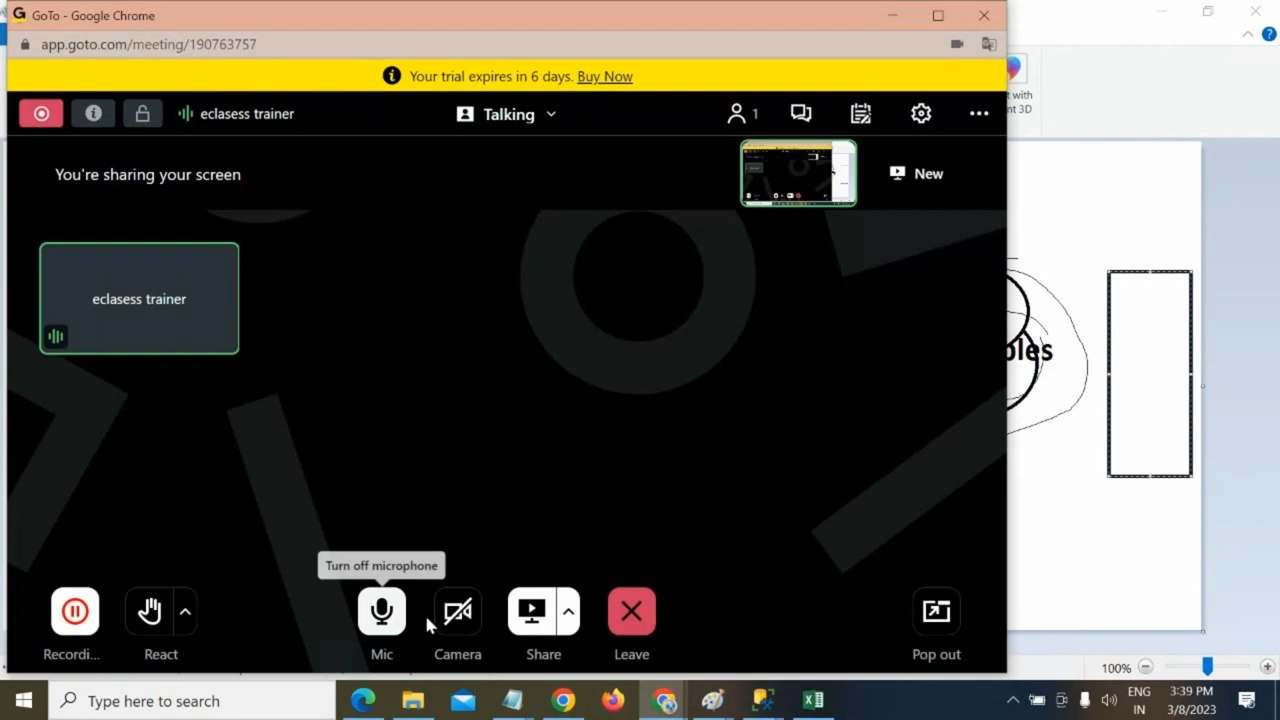 GoTo - Google Chrome
app.goto.com/meeting/190763757
Your trial expires in 6 days. Buy Now
eclasess trainer
Talking
1
You're sharing your screen
New
eclasess trainer
Turn off microphone
Recordi...
React
Mic
Camera
Share
Leave
Pop out
t with
nt 3D
bles
100%
Type here to search
ENG
IN
3:39 PM
3/8/2023